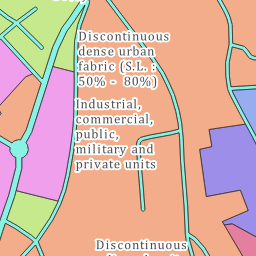 Discontinuous
dense urban
fabric (S.L. :
50% - 80%)
Industrial,
commercial,
public,
military and
private units
Discontinuous